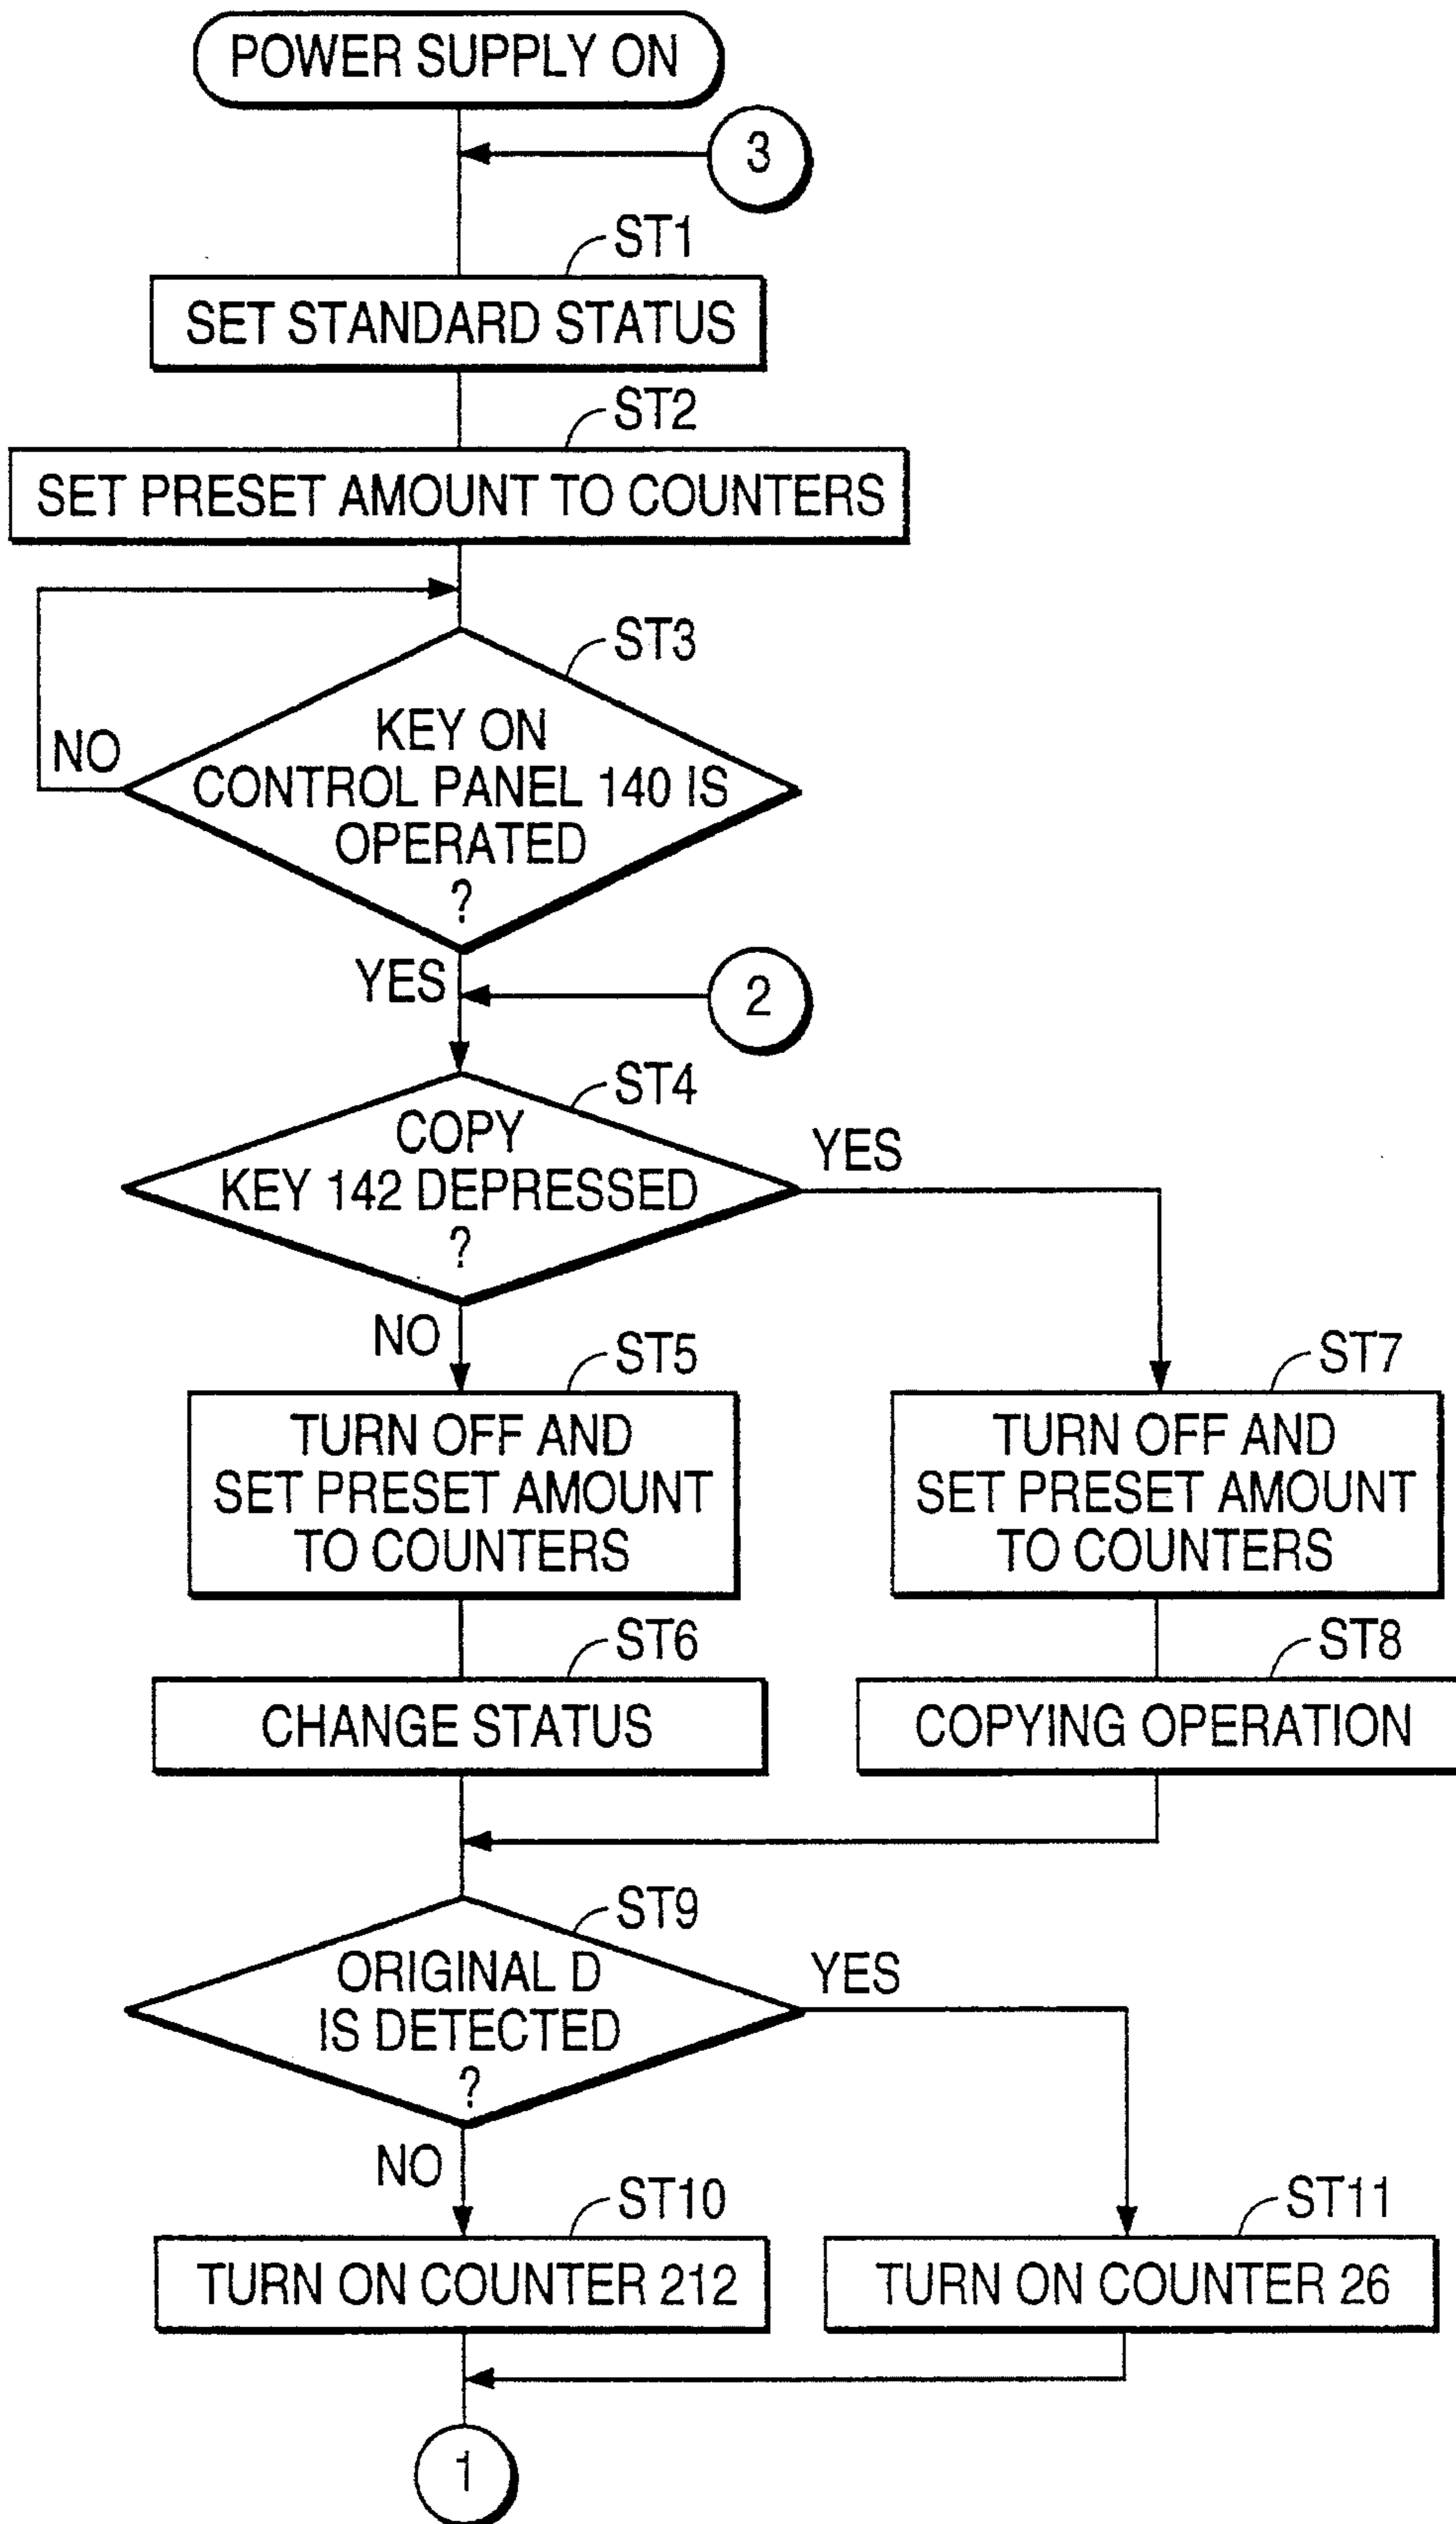 POWER SUPPLY ON
3
ST1
SET STANDARD STATUS
ST2
SET PRESET AMOUNT TO COUNTERS
ST3
KEY ON
CONTROL PANEL 140 IS
OPERATED
?
NO
YES
2
ST4
COPY
KEY 142 DEPRESSED
?
YES
NO
ST5
TURN OFF AND
SET PRESET AMOUNT
TO COUNTERS
ST7
TURN OFF AND
SET PRESET AMOUNT
TO COUNTERS
ST6
CHANGE STATUS
ST8
COPYING OPERATION
ST9
ORIGINAL D
IS DETECTED
?
YES
NO
ST10
TURN ON COUNTER 212
ST11
TURN ON COUNTER 26
1